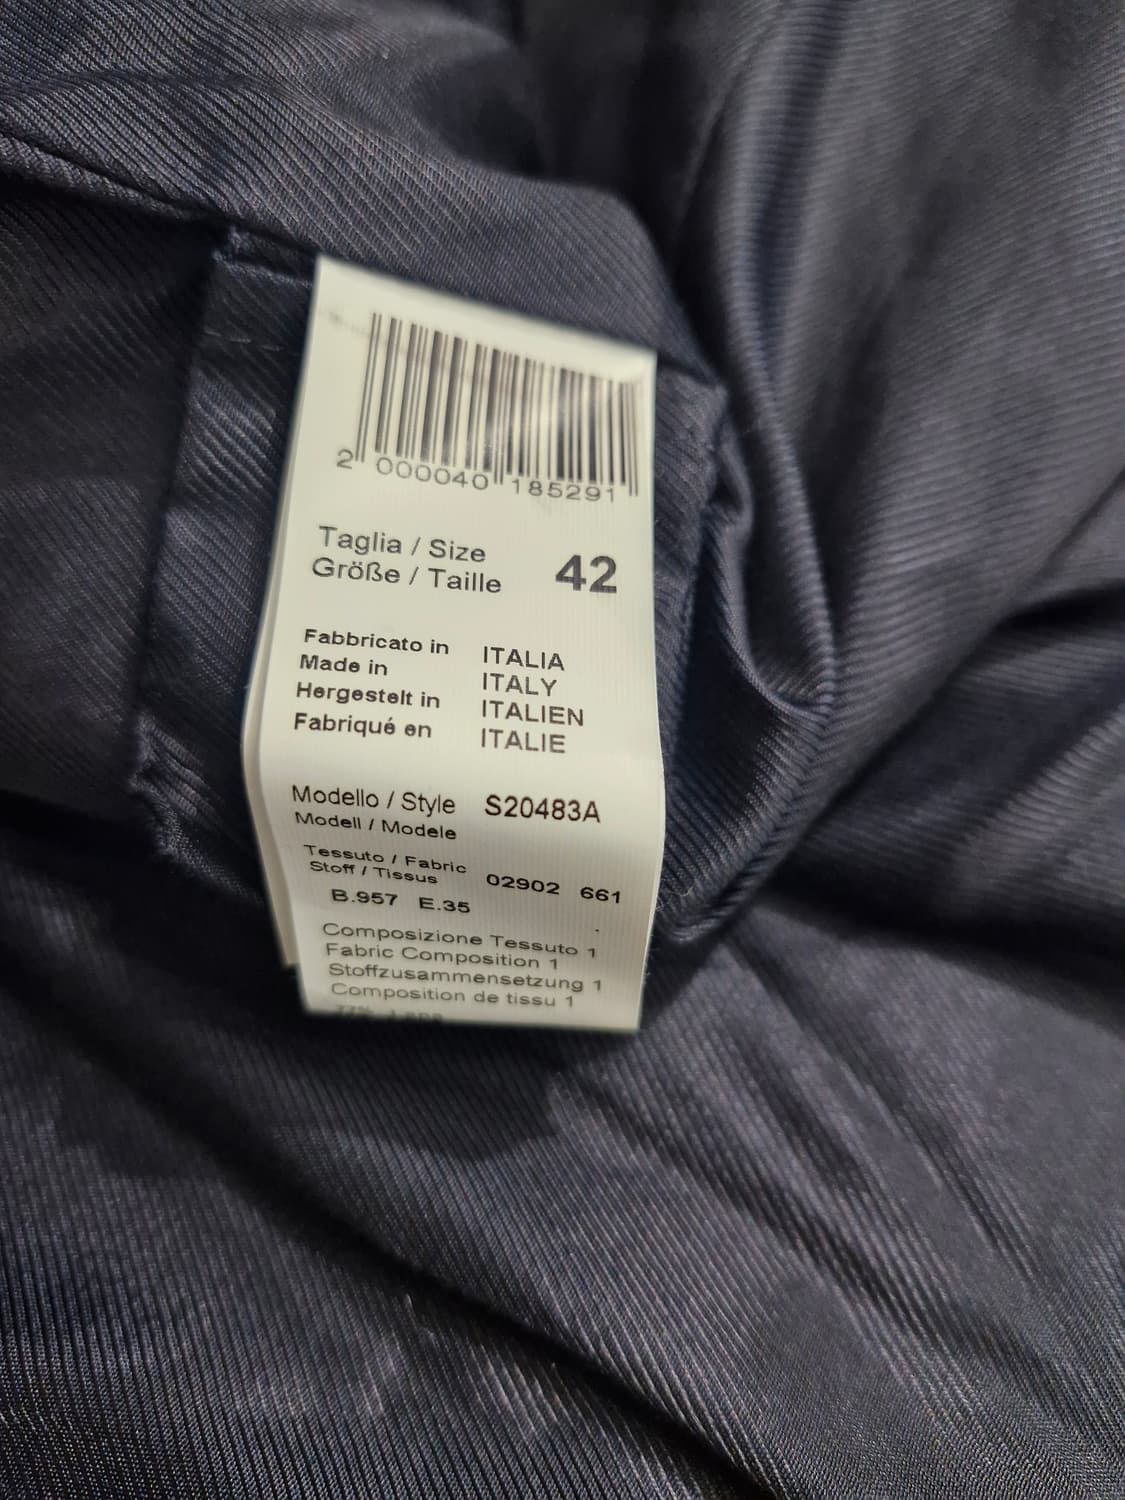 2 000040 185291
Taglia / Size
Größe / Taille 42
Fabbricato in ITALIA
Made in ITALY
Hergestelt in ITALIEN
Fabriqué en ITALIE
Modello / Style S20483A
Modell / Modele
Tessuto / Fabric
Stoff / Tissus 02902 661
B.957 E.35
Composizione Tessuto 1
Fabric Composition 1
Stoffzusammensetzung 1
Composition de tissu 1
77%